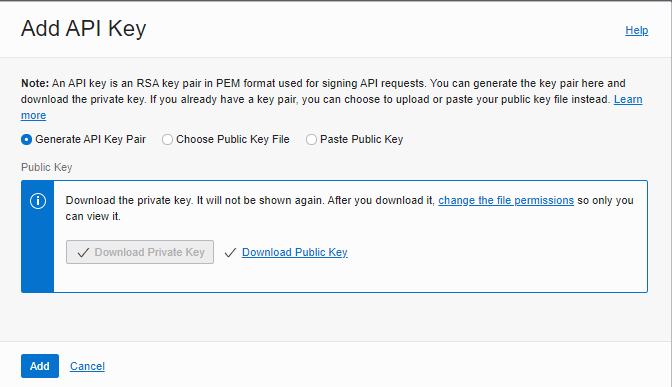 Add API Key
Help
Note: An API key is an RSA key pair in PEM format used for signing API requests. You can generate the key pair here and
download the private key. If you already have a key pair, you can choose to upload or paste your public key file instead. Learn
more
Generate API Key Pair Choose Public Key File Paste Public Key
Public Key
Download the private key. It will not be shown again. After you download it, change the file permissions so only you
can view it.
Download Private Key Download Public Key
Add Cancel